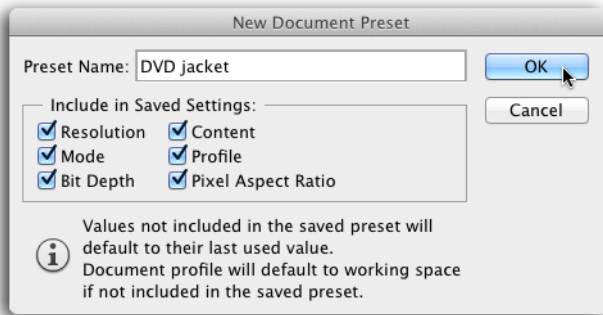 New Document Preset
Preset Name: DVD jacket
OK
Cancel
Include in Saved Settings:
Resolution Content
Mode Profile
Bit Depth Pixel Aspect Ratio
Values not included in the saved preset will
default to their last used value.
Document profile will default to working space
if not included in the saved preset.